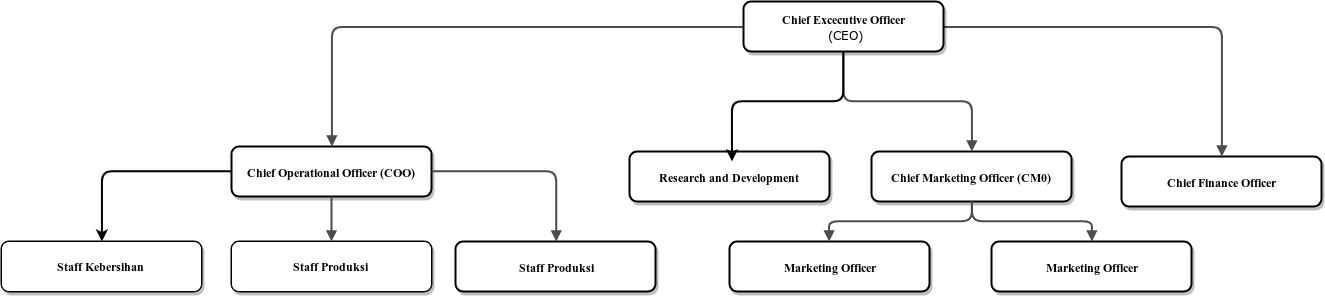 Chief Excecutive Officer
(CEO)
Chief Operational Officer (COO)
Research and Development
Chief Marketing Officer (CM0)
Chief Finance Officer
Staff Kebersihan
Staff Produksi
Staff Produksi
Marketing Officer
Marketing Officer